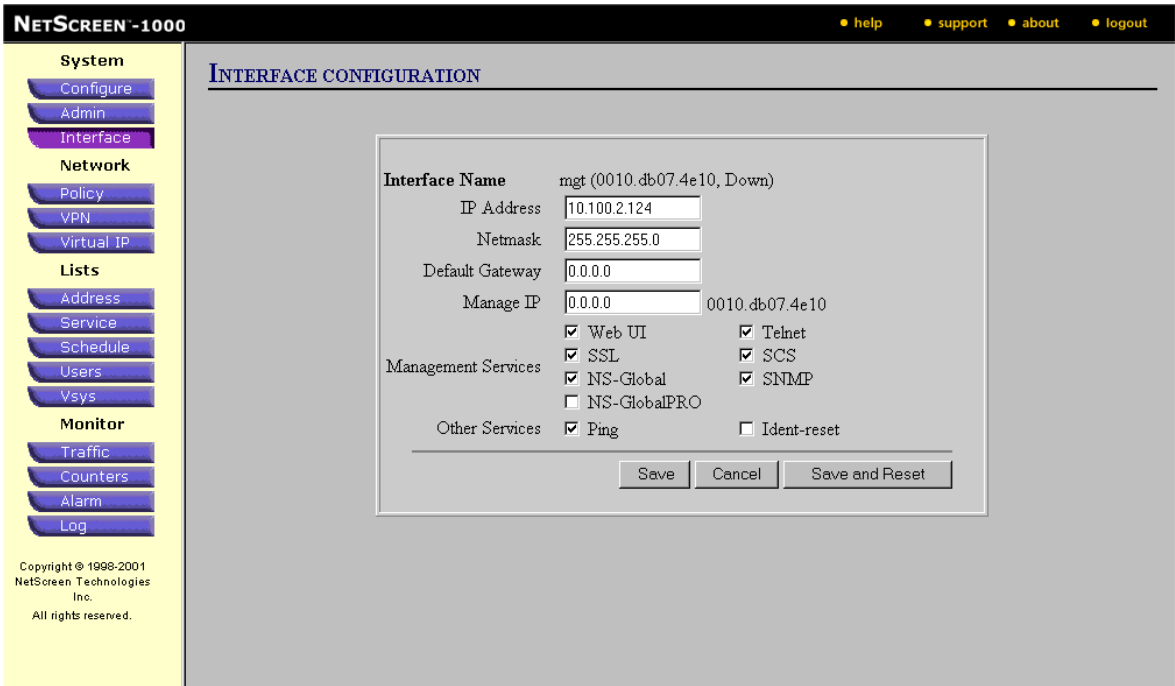 NETSCREEN-1000
help support about logout
System
Configure
Admin
Interface
Network
Policy
VPN
Virtual IP
Lists
Address
Service
Schedule
Users
Vsys
Monitor
Traffic
Counters
Alarm
Log
Copyright © 1998-2001
NetScreen Technologies
Inc.
All rights reserved.
INTERFACE CONFIGURATION
Interface Name mgt (0010.db07.4e10, Down)
IP Address 10.100.2.124
Netmask 255.255.255.0
Default Gateway 0.0.0.0
Manage IP 0.0.0.0 0010.db07.4e10
Management Services
Web UI Telnet
SSL SCS
NS-Global SNMP
NS-GlobalPRO
Other Services Ping Ident-reset
Save Cancel Save and Reset